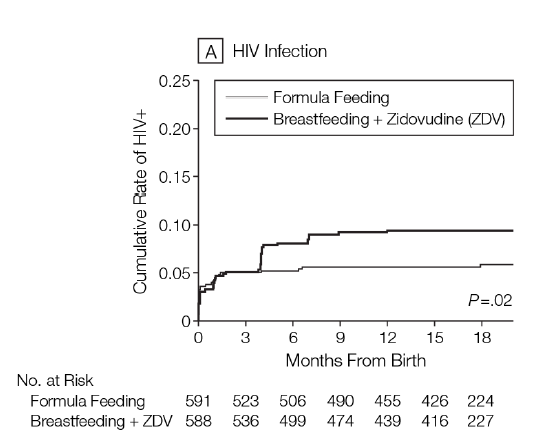 A HIV Infection
0.25
Formula Feeding
Breastfeeding + Zidovudine (ZDV)
0.20
0.15
0.10
0.05
0
Cumulative Rate of HIV+
P=.02
0 3 6 9 12 15 18
Months From Birth
No. at Risk
Formula Feeding 591 523 506 490 455 426 224
Breastfeeding + ZDV 588 536 499 474 439 416 227